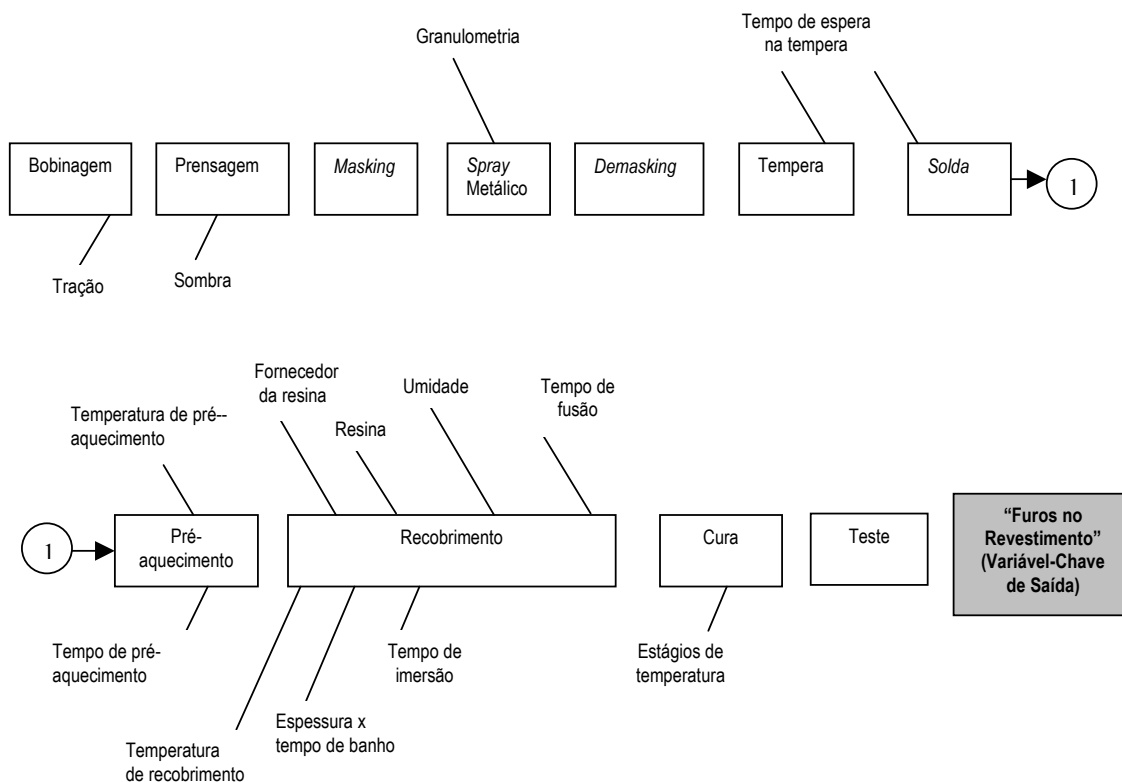 Granulometria
Tempo de espera
na tempera
Bobinagem
Prensagem
Masking
Spray
Metálico
Demasking
Tempera
Solda
1
Tração
Sombra
Temperatura de pré--
aquecimento
Fornecedor
da resina
Resina
Umidade
Tempo de
fusão
1
Pré-
aquecimento
Recobrimento
Cura
Teste
“Furos no
Revestimento”
(Variável-Chave
de Saída)
Tempo de pré-
aquecimento
Temperatura
de recobrimento
Espessura x
tempo de banho
Tempo de
imersão
Estágios de
temperatura